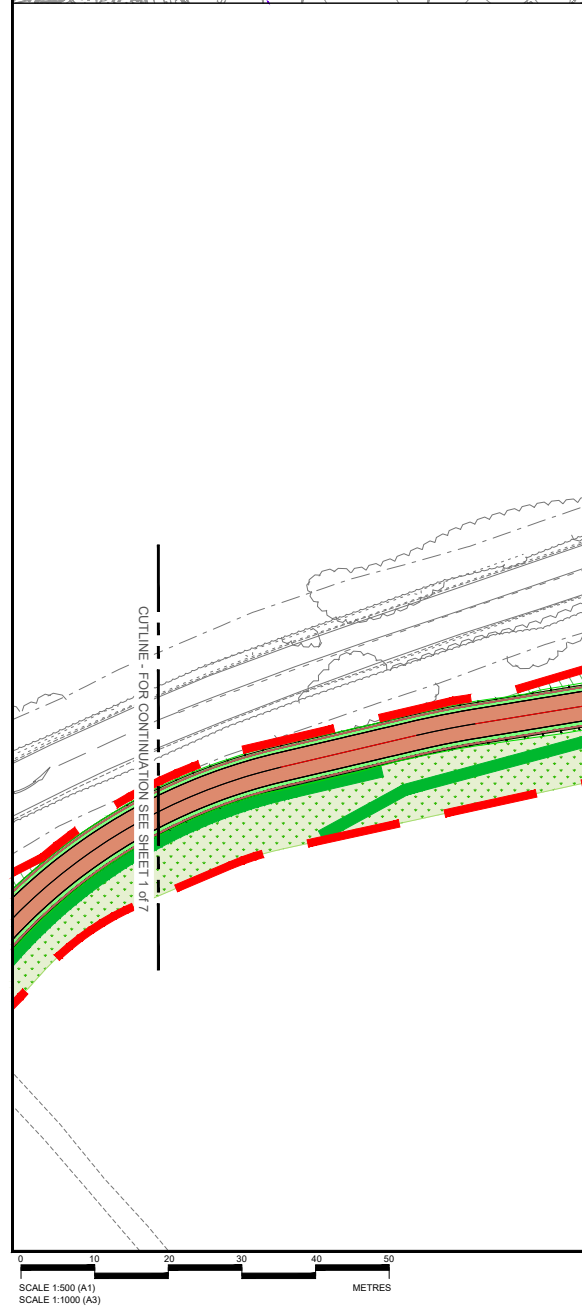 CUTLINE - FOR CONTINUATION SEE SHEET 1 of 7
0 10 20 30 40 50
SCALE 1:500 (A1) METRES
SCALE 1:1000 (A3)